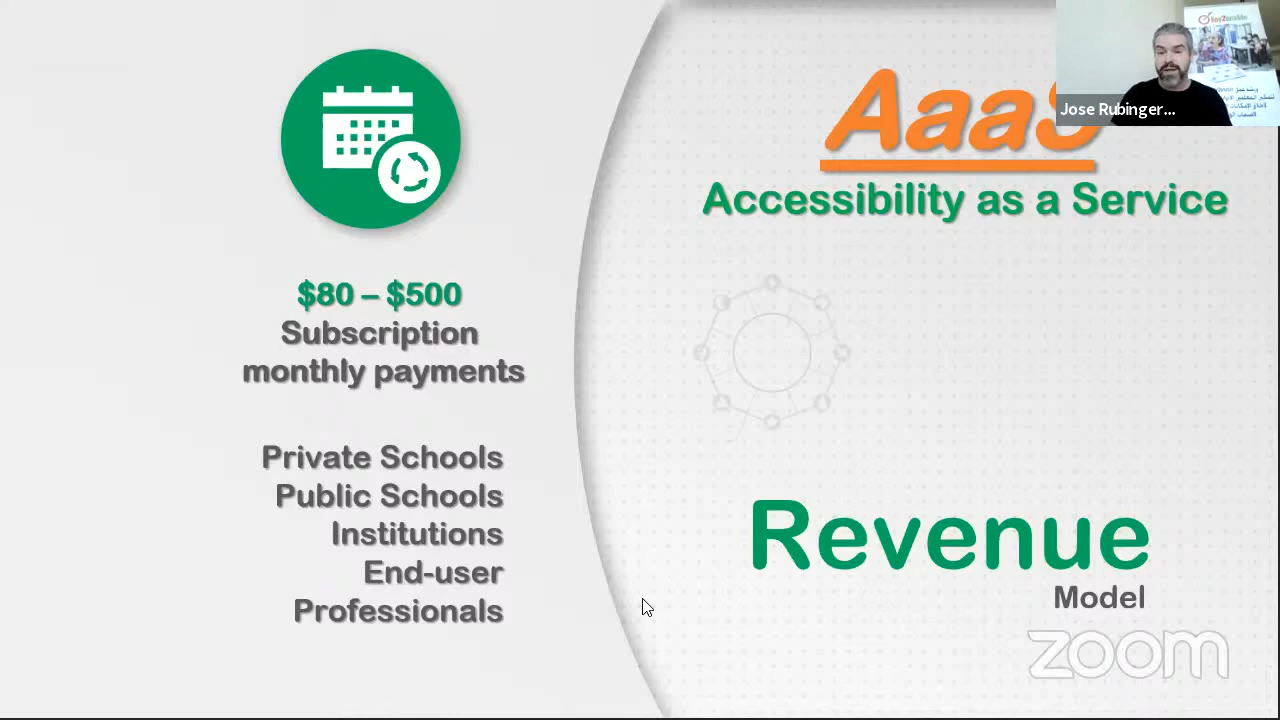 AaaS
Accessibility as a Service
$80 – $500
Subscription
monthly payments
Private Schools
Public Schools
Institutions
End-user
Professionals
Revenue
Model
zoom
key2enable
Jose Rubinger...